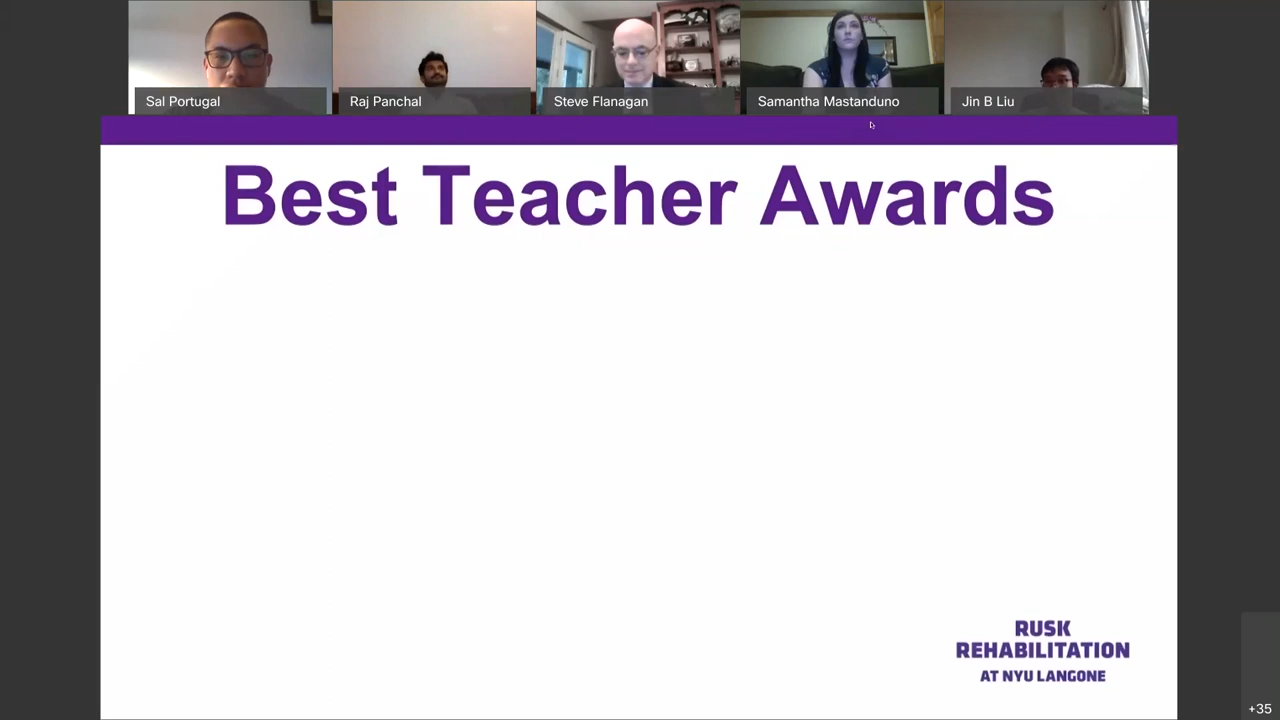 Sal Portugal
Raj Panchal
Steve Flanagan
Samantha Mastanduno
Jin B Liu
Best Teacher Awards
RUSK
REHABILITATION
AT NYU LANGONE
+35